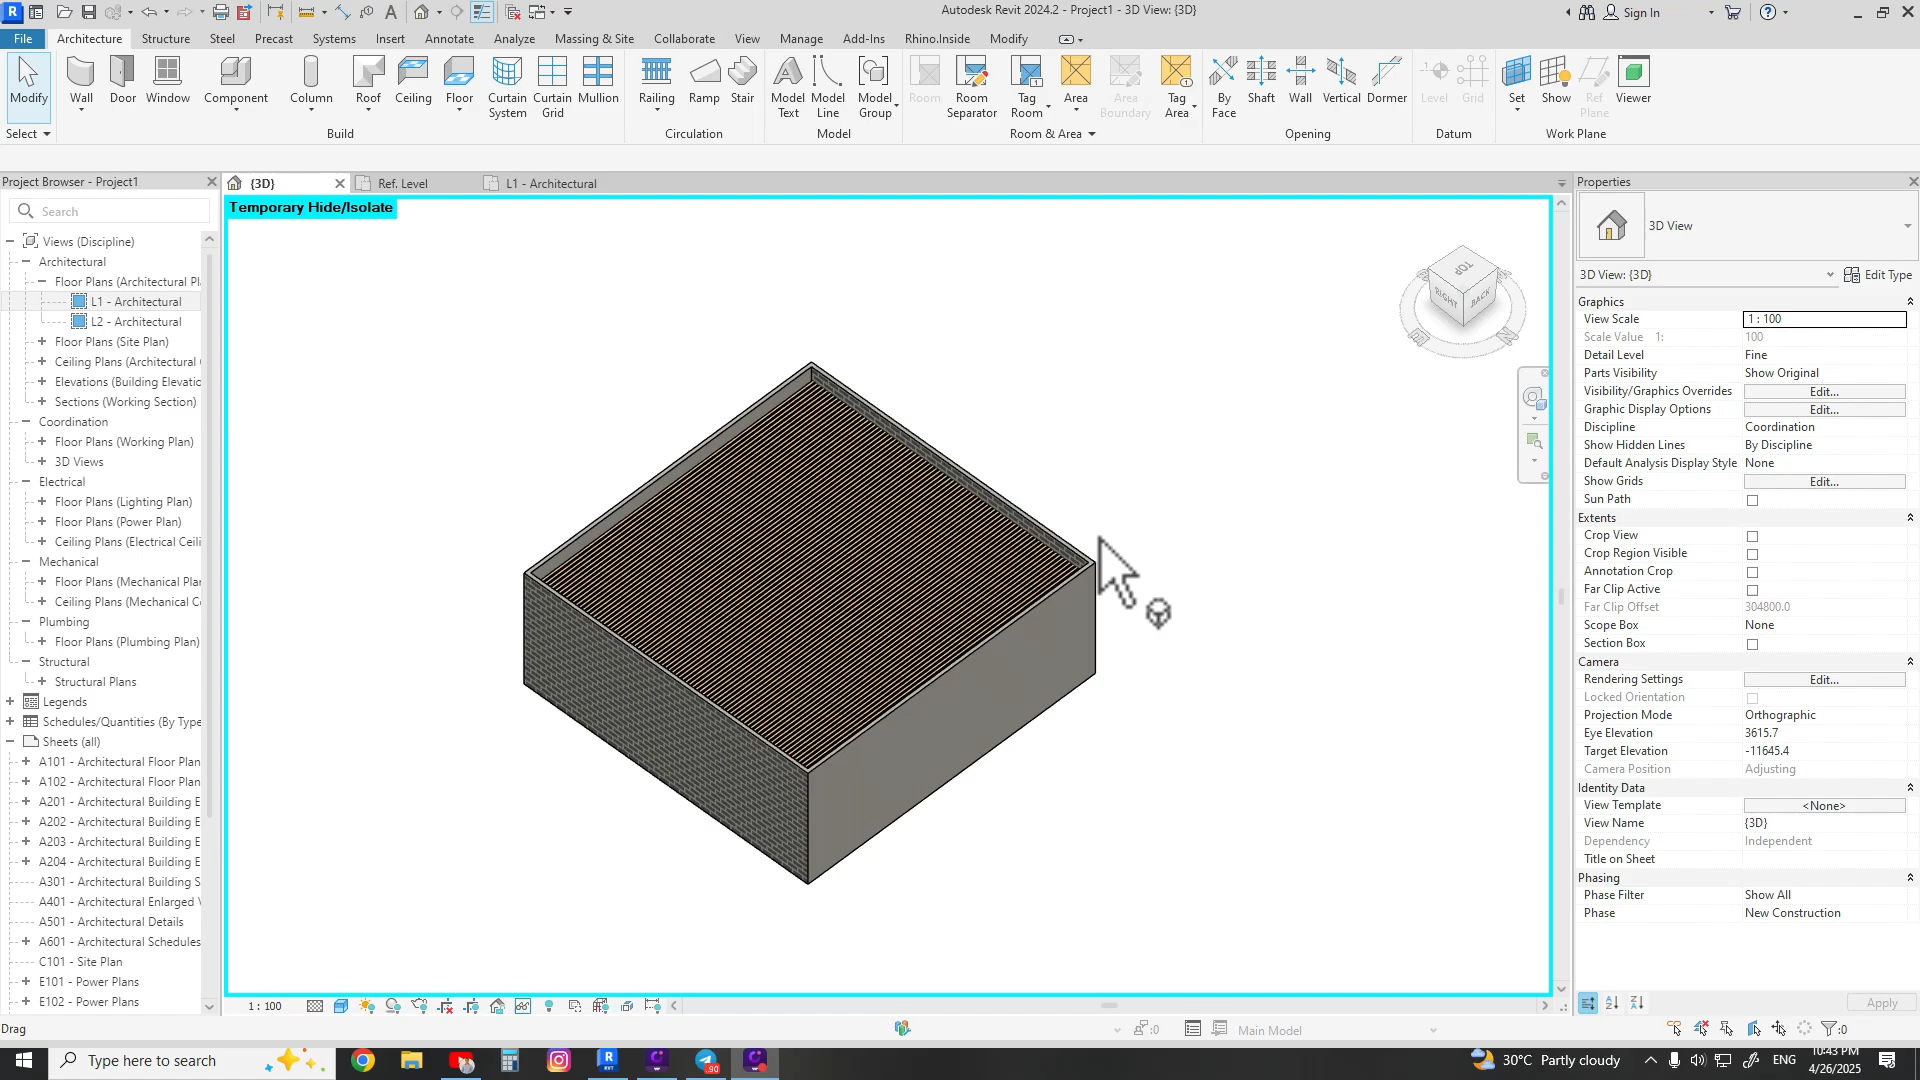 Autodesk Revit 2024.2 - Project1 - 3D View: {3D}
Sign In
File
Architecture
Structure
Steel
Precast
Systems
Insert
Annotate
Analyze
Massing & Site
Collaborate
View
Manage
Add-Ins
Rhino.Inside
Modify
Modify
Wall
Door
Window
Component
Column
Roof
Ceiling
Floor
Curtain System
Curtain Grid
Mullion
Railing
Ramp
Stair
Model Text
Model Line
Model Group
Room
Room Separator
Tag Room
Area
Area Boundary
Tag Area
By Face
Shaft
Wall
Vertical
Dormer
Level
Grid
Set
Show
Ref Plane
Viewer
Select
Build
Circulation
Model
Room & Area
Opening
Datum
Work Plane
Project Browser - Project1
Search
Views (Discipline)
Architectural
Floor Plans (Architectural Pl
L1 - Architectural
L2 - Architectural
Floor Plans (Site Plan)
Ceiling Plans (Architectural
Elevations (Building Elevatio
Sections (Working Section)
Coordination
Floor Plans (Working Plan)
3D Views
Electrical
Floor Plans (Lighting Plan)
Floor Plans (Power Plan)
Ceiling Plans (Electrical Ceili
Mechanical
Floor Plans (Mechanical Plar
Ceiling Plans (Mechanical C
Plumbing
Floor Plans (Plumbing Plan)
Structural
Structural Plans
Legends
Schedules/Quantities (By Type
Sheets (all)
A101 - Architectural Floor Plan
A102 - Architectural Floor Plan
A201 - Architectural Building E
A202 - Architectural Building E
A203 - Architectural Building E
A204 - Architectural Building E
A301 - Architectural Building S
A401 - Architectural Enlarged V
A501 - Architectural Details
A601 - Architectural Schedules
C101 - Site Plan
E101 - Power Plans
E102 - Power Plans
{3D}
Ref. Level
L1 - Architectural
Temporary Hide/Isolate
TOP
RIGHT
BACK
E
N
1 : 100
Properties
3D View
3D View: {3D}
Edit Type
Graphics
View Scale 1 : 100
Scale Value 1: 100
Detail Level Fine
Parts Visibility Show Original
Visibility/Graphics Overrides Edit...
Graphic Display Options Edit...
Discipline Coordination
Show Hidden Lines By Discipline
Default Analysis Display Style None
Show Grids Edit...
Sun Path
Extents
Crop View
Crop Region Visible
Annotation Crop
Far Clip Active
Far Clip Offset 304800.0
Scope Box None
Section Box
Camera
Rendering Settings Edit...
Locked Orientation
Projection Mode Orthographic
Eye Elevation 3615.7
Target Elevation -11645.4
Camera Position Adjusting
Identity Data
View Template <None>
View Name {3D}
Dependency Independent
Title on Sheet
Phasing
Phase Filter Show All
Phase New Construction
Apply
Drag
:0
Main Model
:0
Type here to search
90
30°C Partly cloudy
ENG
10:43 PM
4/26/2025